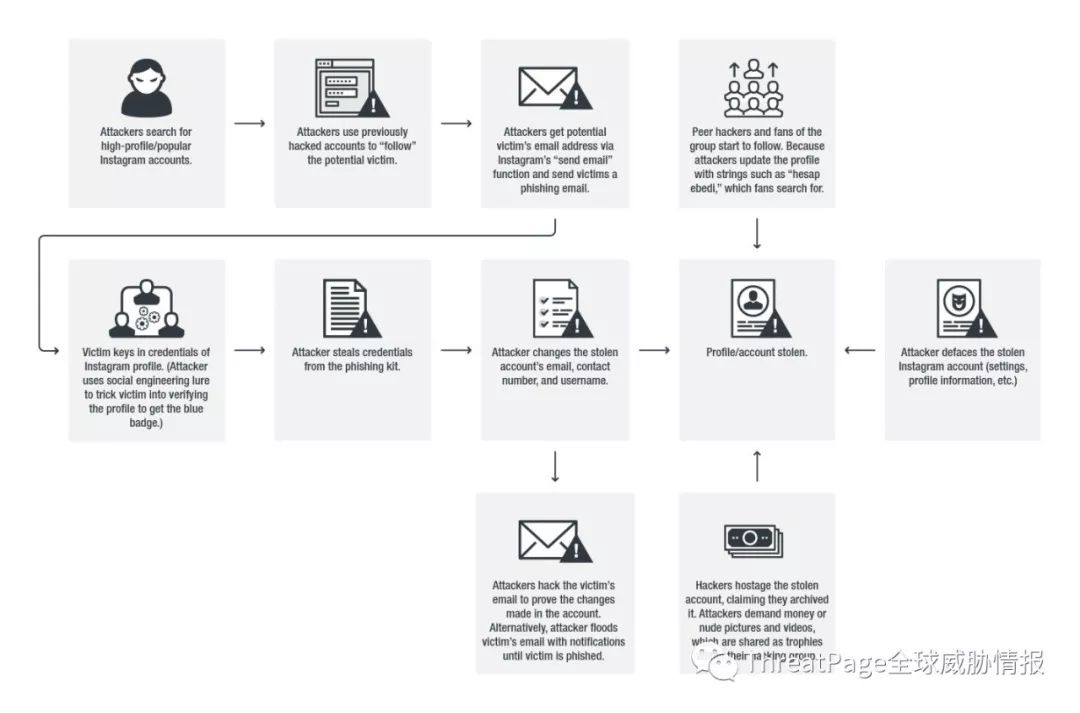 Attackers search for
high-profile/popular
Instagram accounts.
Attackers use previously
hacked accounts to “follow”
the potential victim.
Attackers get potential
victim’s email address via
Instagram’s “send email”
function and send victims a
phishing email.
Peer hackers and fans of the
group start to follow. Because
attackers update the profile
with strings such as “hesap
ebedi,” which fans search for.
Victim keys in credentials of
Instagram profile. (Attacker
uses social engineering lure
to trick victim into verifying
the profile to get the blue
badge.)
Attacker steals credentials
from the phishing kit.
Attacker changes the stolen
account’s email, contact
number, and username.
Profile/account stolen.
Attacker defaces the stolen
Instagram account (settings,
profile information, etc.)
Attackers hack the victim’s
email to prove the changes
made in the account.
Alternatively, attacker floods
victim’s email with notifications
until victim is phished.
Hackers hostage the stolen
account, claiming they archived
it. Attackers demand money or
nude pictures and videos,
which are shared as trophies
their hacking group.
ThreatPage全球威胁情报